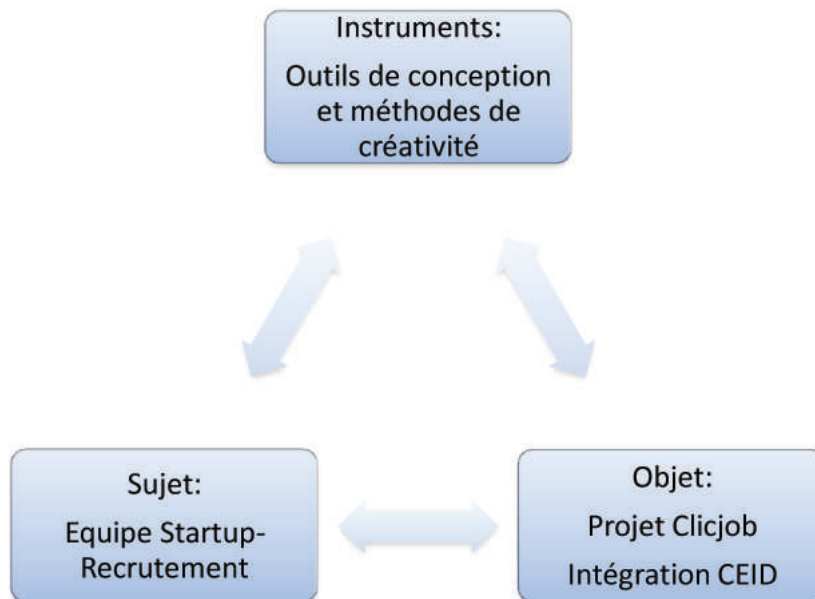 Instruments:
Outils de conception
et méthodes de
créativité
Sujet:
Equipe Startup-
Recrutement
Objet:
Projet Clicjob
Intégration CEID